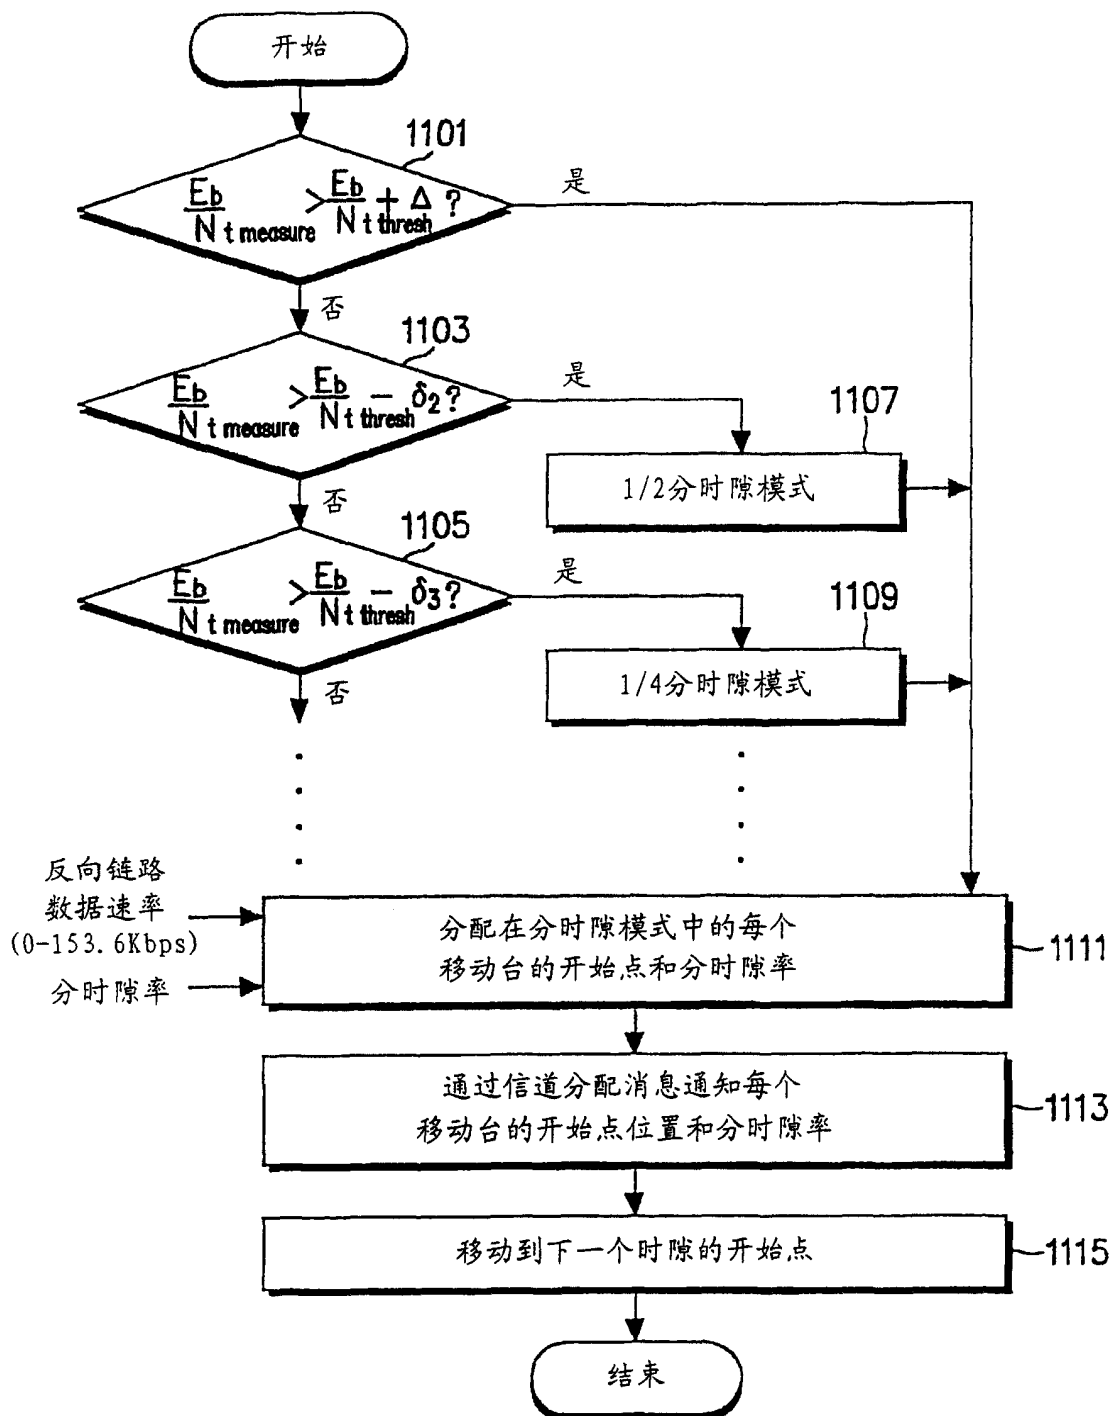 开始
1101
Eb/Nt measure > Eb/Nt thresh + Δ ?
是
否
1103
Eb/Nt measure > Eb/Nt thresh - δ2?
是
1107
1/2分时隙模式
否
1105
Eb/Nt measure > Eb/Nt thresh - δ3?
是
1109
1/4分时隙模式
否
反向链路
数据速率
(0-153.6Kbps)
分时隙率
分配在分时隙模式中的每个
移动台的开始点和分时隙率
1111
通过信道分配消息通知每个
移动台的开始点位置和分时隙率
1113
移动到下一个时隙的开始点
1115
结束